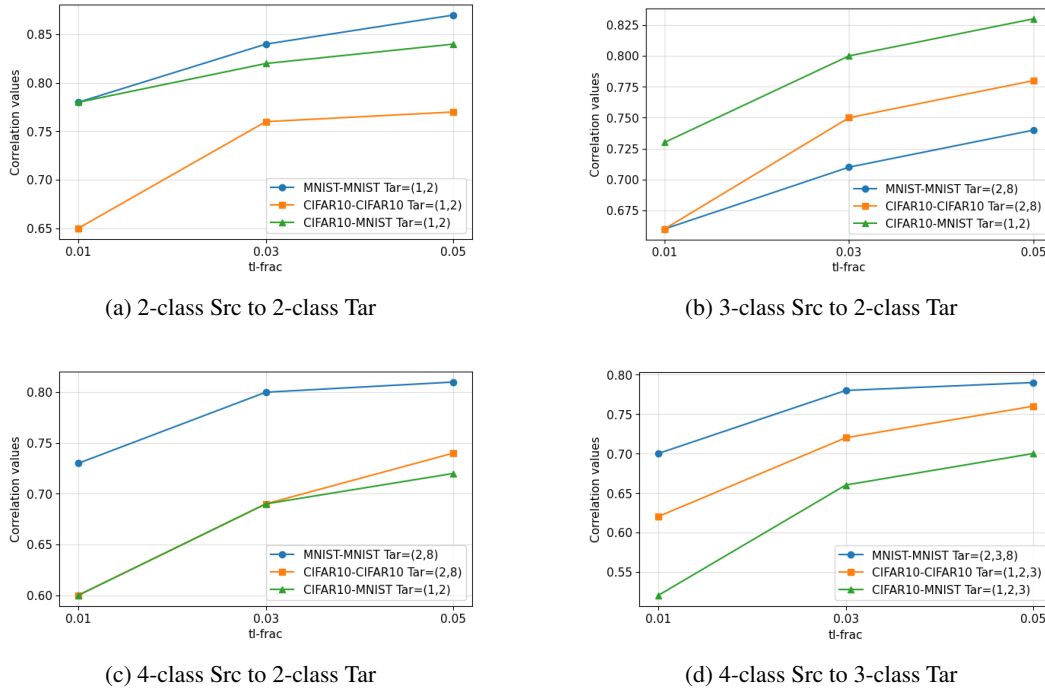 0.85
0.80
0.75
0.70
0.65
Correlation values
0.01
0.03
0.05
tl-frac
MNIST-MNIST Tar=(1,2)
CIFAR10-CIFAR10 Tar=(1,2)
CIFAR10-MNIST Tar=(1,2)
(a) 2-class Src to 2-class Tar
0.825
0.800
0.775
0.750
0.725
0.700
0.675
Correlation values
0.01
0.03
0.05
tl-frac
MNIST-MNIST Tar=(2,8)
CIFAR10-CIFAR10 Tar=(2,8)
CIFAR10-MNIST Tar=(1,2)
(b) 3-class Src to 2-class Tar
0.80
0.75
0.70
0.65
0.60
Correlation values
0.01
0.03
0.05
tl-frac
MNIST-MNIST Tar=(2,8)
CIFAR10-CIFAR10 Tar=(2,8)
CIFAR10-MNIST Tar=(1,2)
(c) 4-class Src to 2-class Tar
0.80
0.75
0.70
0.65
0.60
0.55
Correlation values
0.01
0.03
0.05
tl-frac
MNIST-MNIST Tar=(2,3,8)
CIFAR10-CIFAR10 Tar=(1,2,3)
CIFAR10-MNIST Tar=(1,2,3)
(d) 4-class Src to 3-class Tar